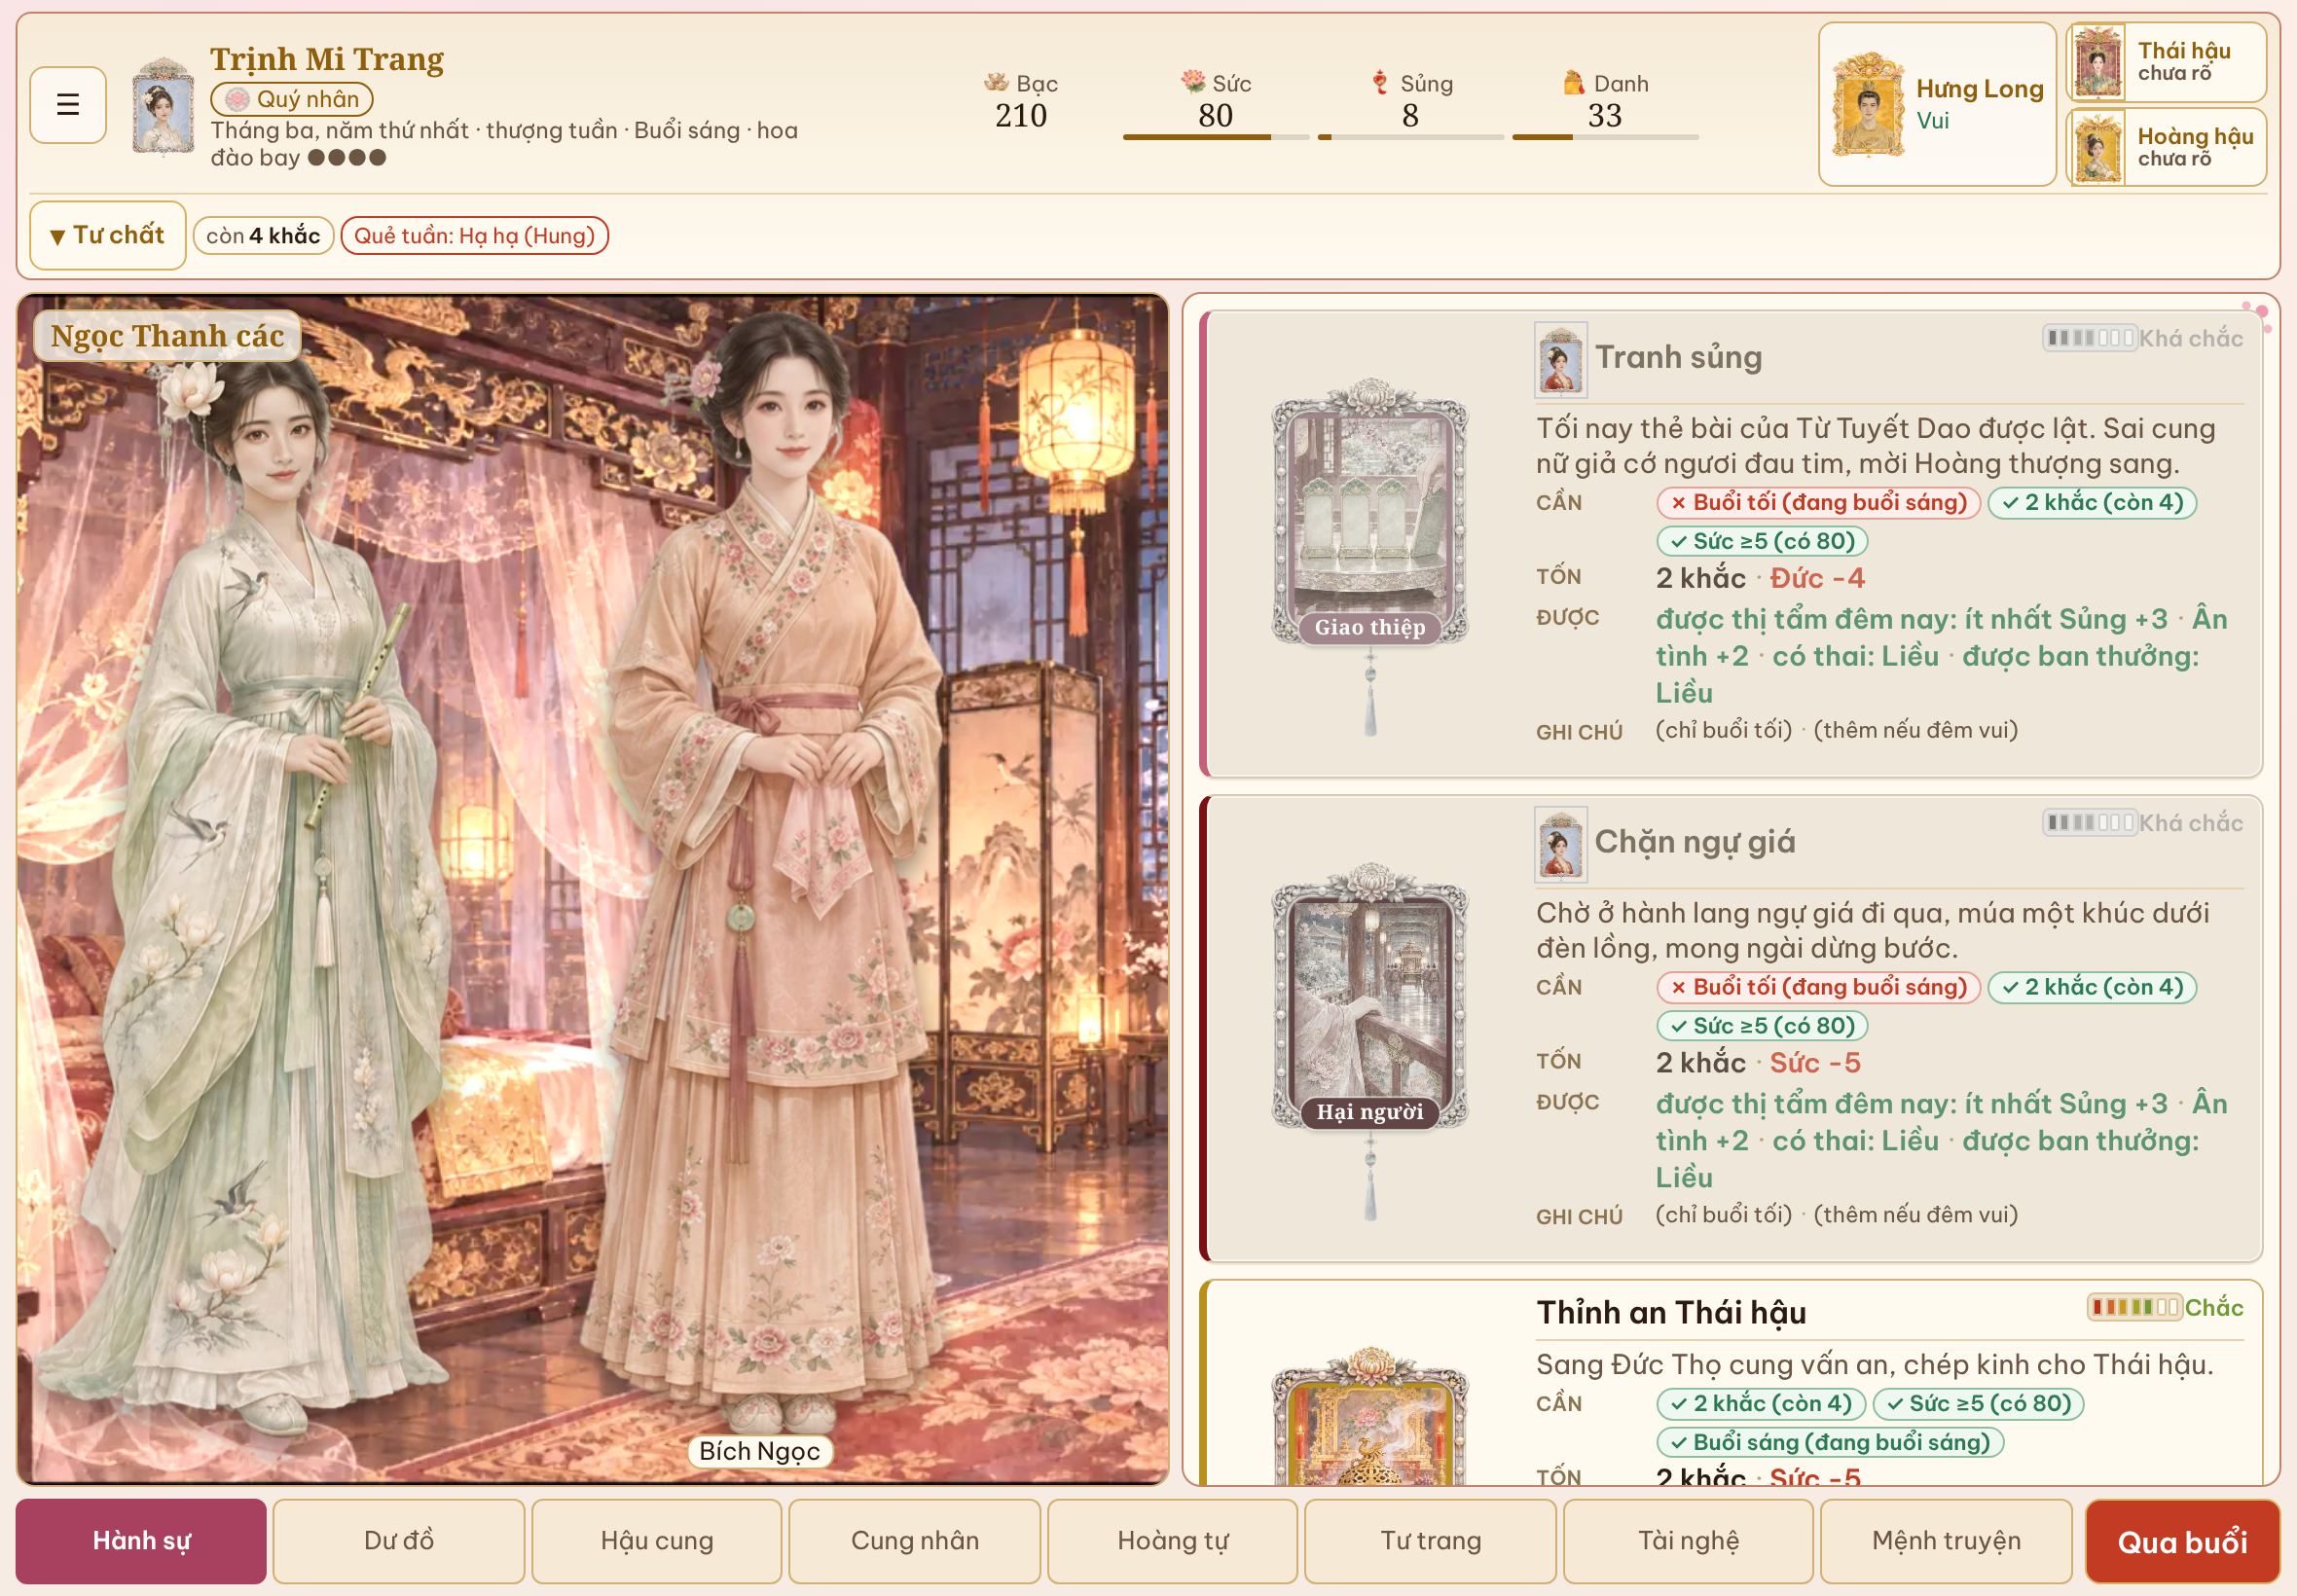 ☰
Trịnh Mi Trang
Quý nhân
Tháng ba, năm thứ nhất · thượng tuần · Buổi sáng · hoa
đào bay ●●●●
Bạc
210
Sức
80
Sủng
8
Danh
33
Hưng Long
Vui
Thái hậu
chưa rõ
Hoàng hậu
chưa rõ
▼ Tư chất
còn 4 khắc
Quẻ tuần: Hạ hạ (Hung)
Ngọc Thanh các
Bích Ngọc
Tranh sủng
Khá chắc
Giao thiệp
Tối nay thẻ bài của Từ Tuyết Dao được lật. Sai cung
nữ giả cớ ngươi đau tim, mời Hoàng thượng sang.
CẦN
× Buổi tối (đang buổi sáng) ✓ 2 khắc (còn 4)
✓ Sức ≥5 (có 80)
TỐN
2 khắc · Đức -4
ĐƯỢC
được thị tẩm đêm nay: ít nhất Sủng +3 · Ân
tình +2 · có thai: Liều · được ban thưởng:
Liều
GHI CHÚ
(chỉ buổi tối) · (thêm nếu đêm vui)
Chặn ngự giá
Khá chắc
Hại người
Chờ ở hành lang ngự giá đi qua, múa một khúc dưới
đèn lồng, mong ngài dừng bước.
CẦN
× Buổi tối (đang buổi sáng) ✓ 2 khắc (còn 4)
✓ Sức ≥5 (có 80)
TỐN
2 khắc · Sức -5
ĐƯỢC
được thị tẩm đêm nay: ít nhất Sủng +3 · Ân
tình +2 · có thai: Liều · được ban thưởng:
Liều
GHI CHÚ
(chỉ buổi tối) · (thêm nếu đêm vui)
Thỉnh an Thái hậu
Chắc
Sang Đức Thọ cung vấn an, chép kinh cho Thái hậu.
CẦN
✓ 2 khắc (còn 4) ✓ Sức ≥5 (có 80)
✓ Buổi sáng (đang buổi sáng)
TỐN
2 khắc · Sức -5
Hành sự
Dư đồ
Hậu cung
Cung nhân
Hoàng tự
Tư trang
Tài nghệ
Mệnh truyện
Qua buổi